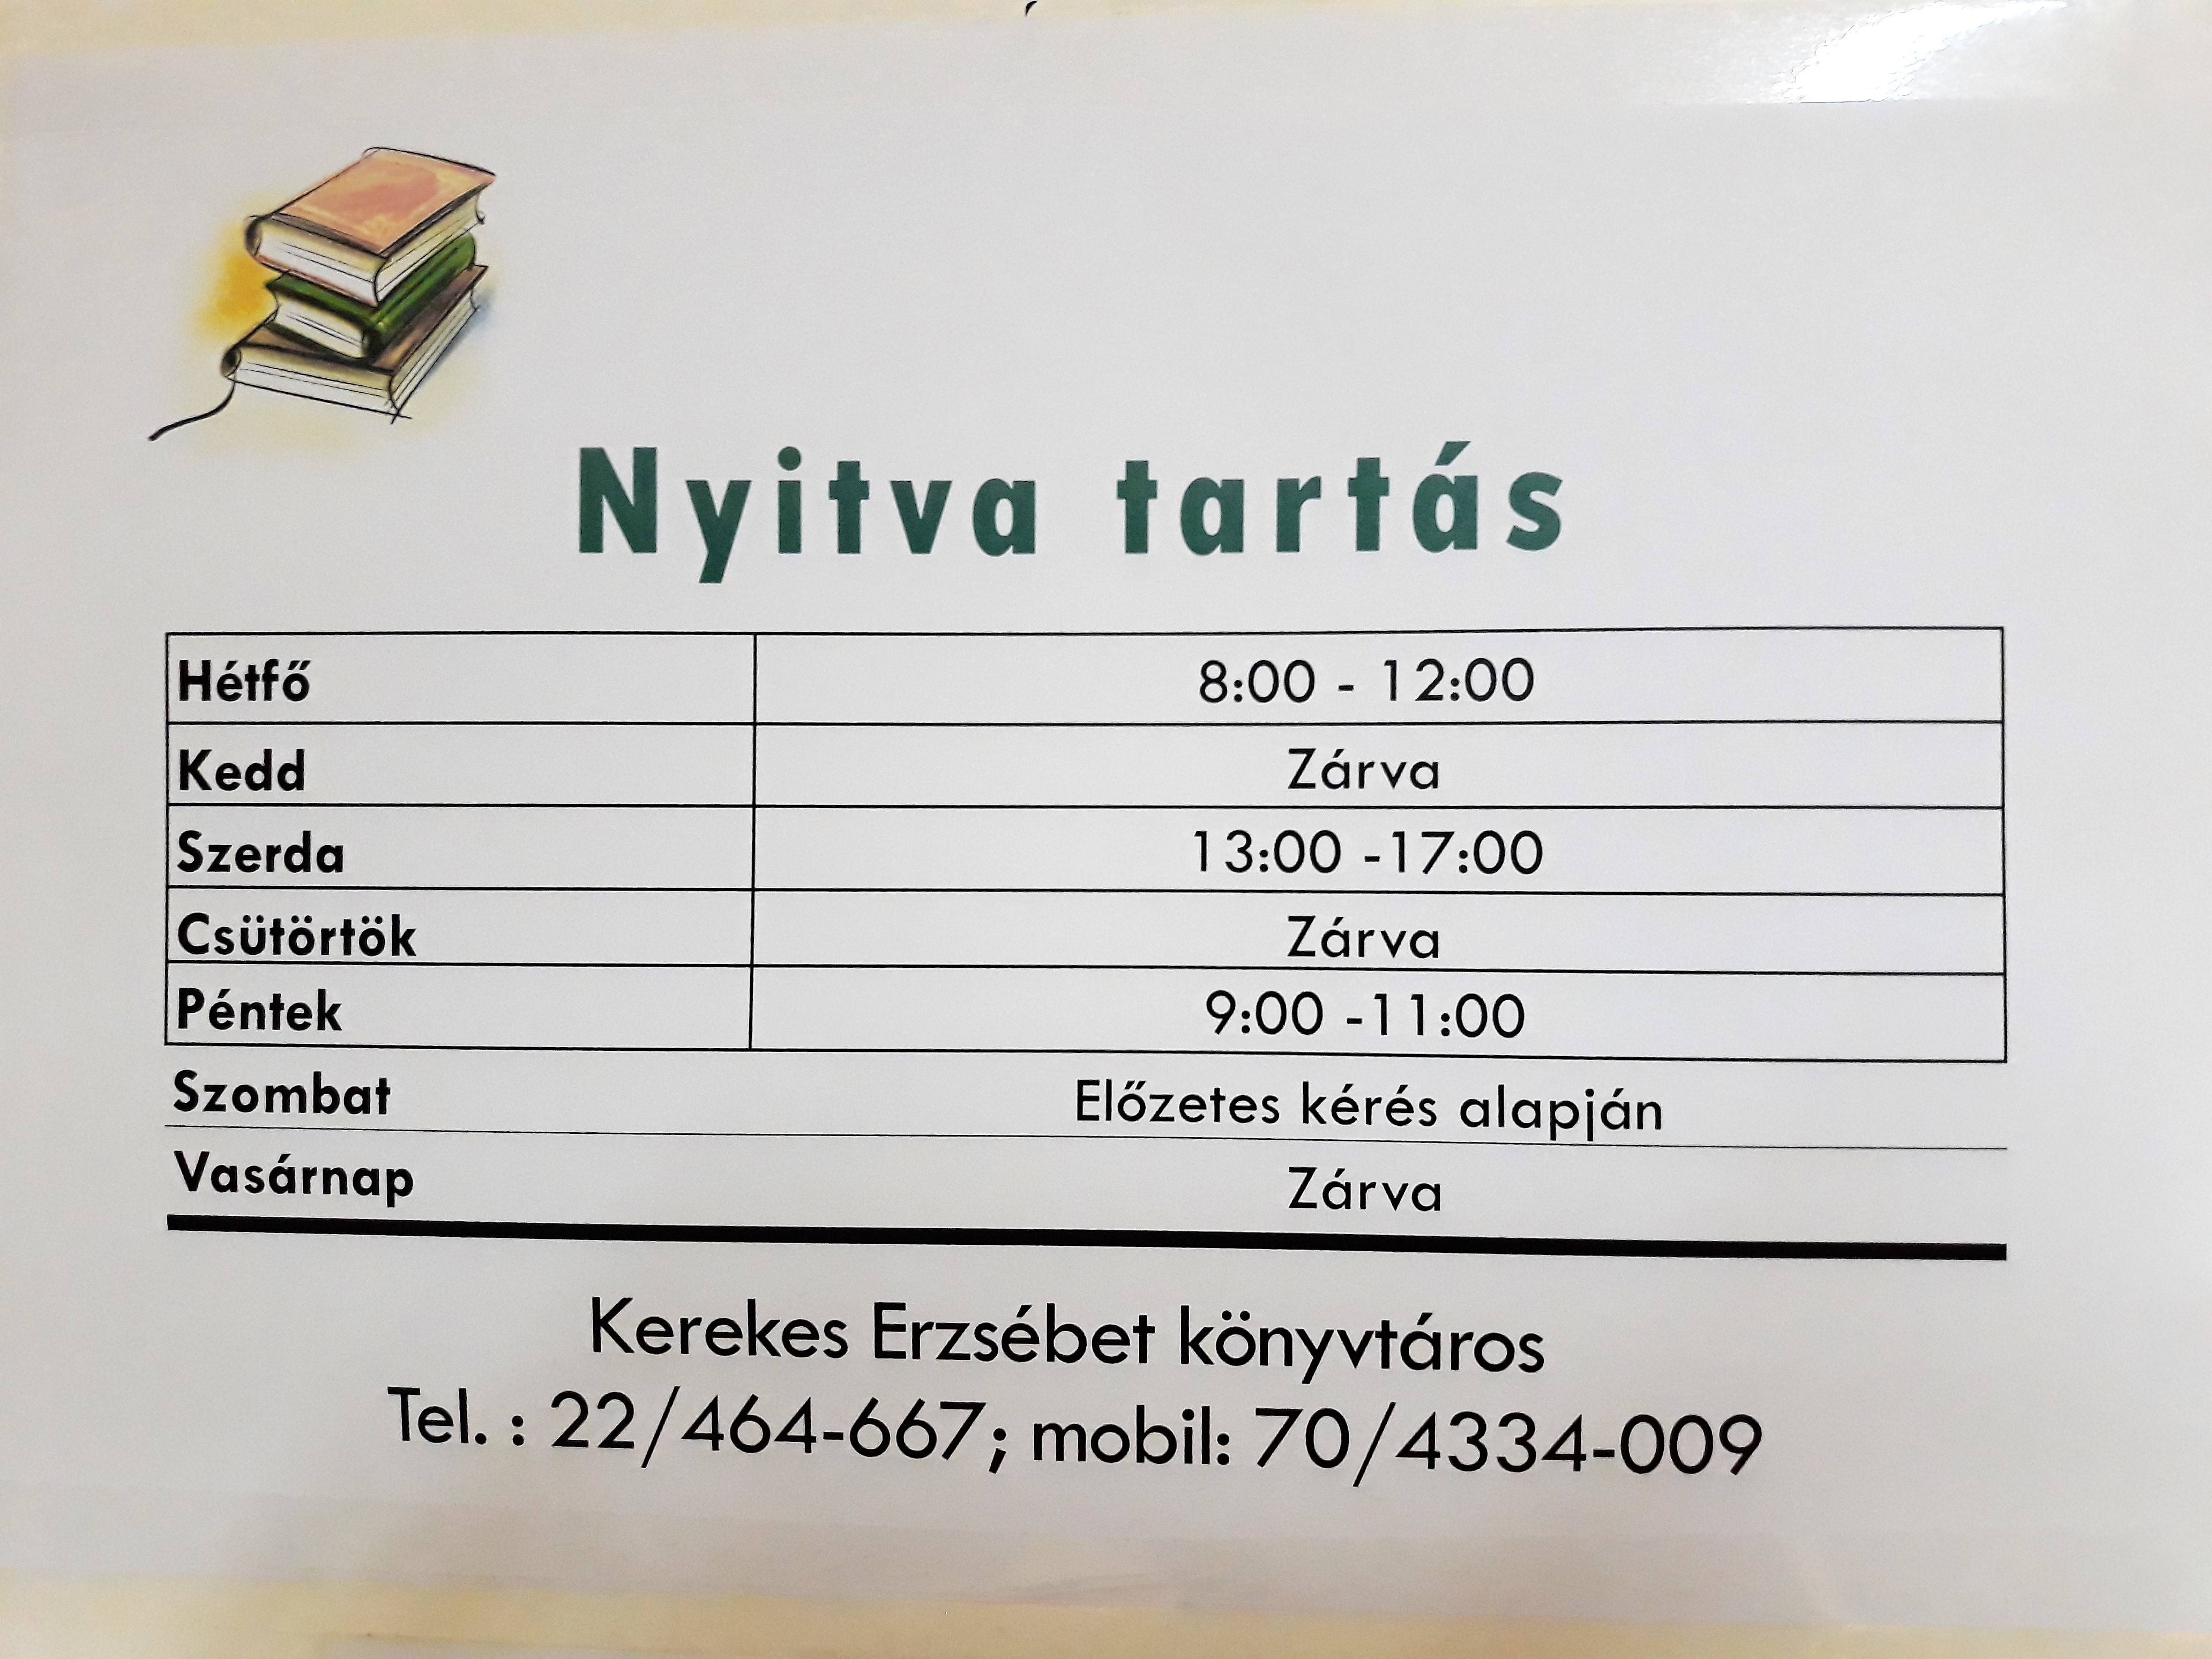 Nyitva tartás
Hétfő 8:00 - 12:00
Kedd Zárva
Szerda 13:00 -17:00
Csütörtök Zárva
Péntek 9:00 -11:00
Szombat Előzetes kérés alapján
Vasárnap Zárva
Kerekes Erzsébet könyvtáros
Tel. : 22/464-667; mobil: 70/4334-009